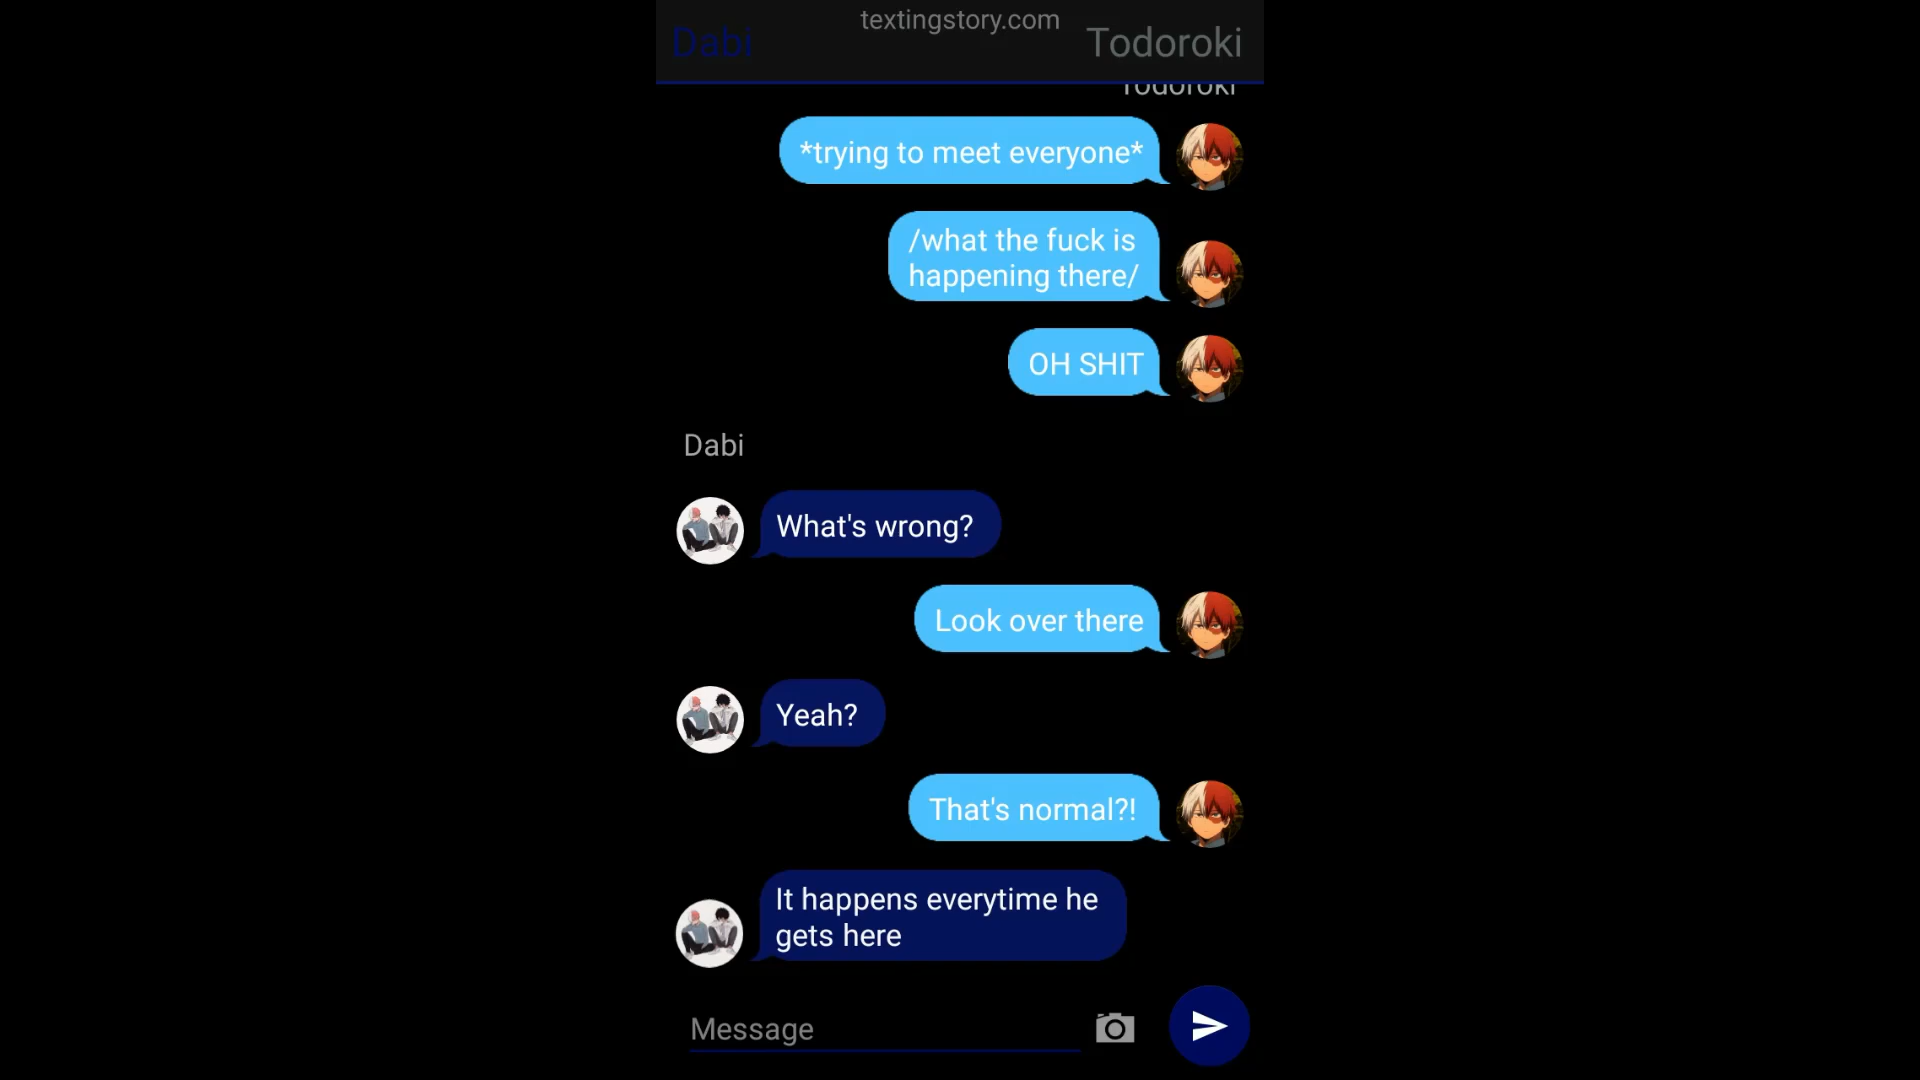 textingstory.com
Dabi
Todoroki
Todoroki
*trying to meet everyone*
/what the fuck is
happening there/
OH SHIT
Dabi
What's wrong?
Look over there
Yeah?
That's normal?!
It happens everytime he
gets here
Message